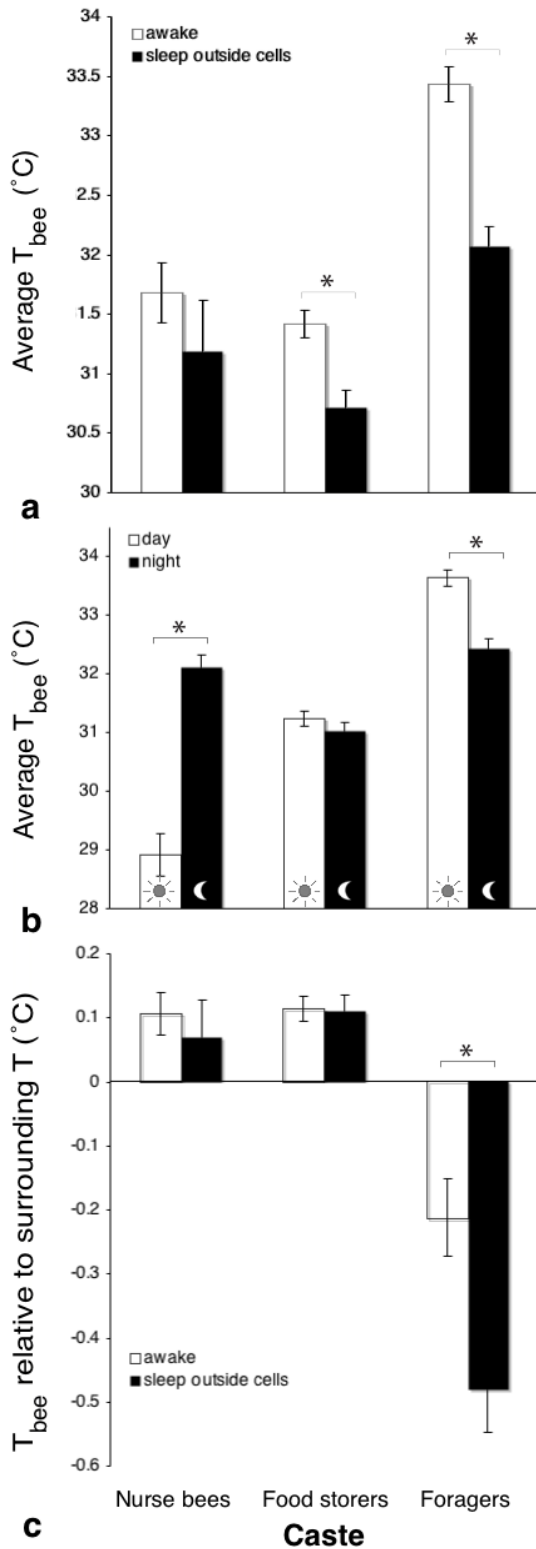 34
33.5
33
2.5
32
1.5
31
30.5
30
Average T_bee (˚C)
awake
sleep outside cells
*
*
a
34
33
32
31
30
29
28
Average T_bee (˚C)
day
night
*
*
b
0.2
0.1
0
-0.1
-0.2
-0.3
-0.4
-0.5
-0.6
T_bee relative to surrounding T (˚C)
*
awake
sleep outside cells
Nurse bees Food storers Foragers
c
Caste